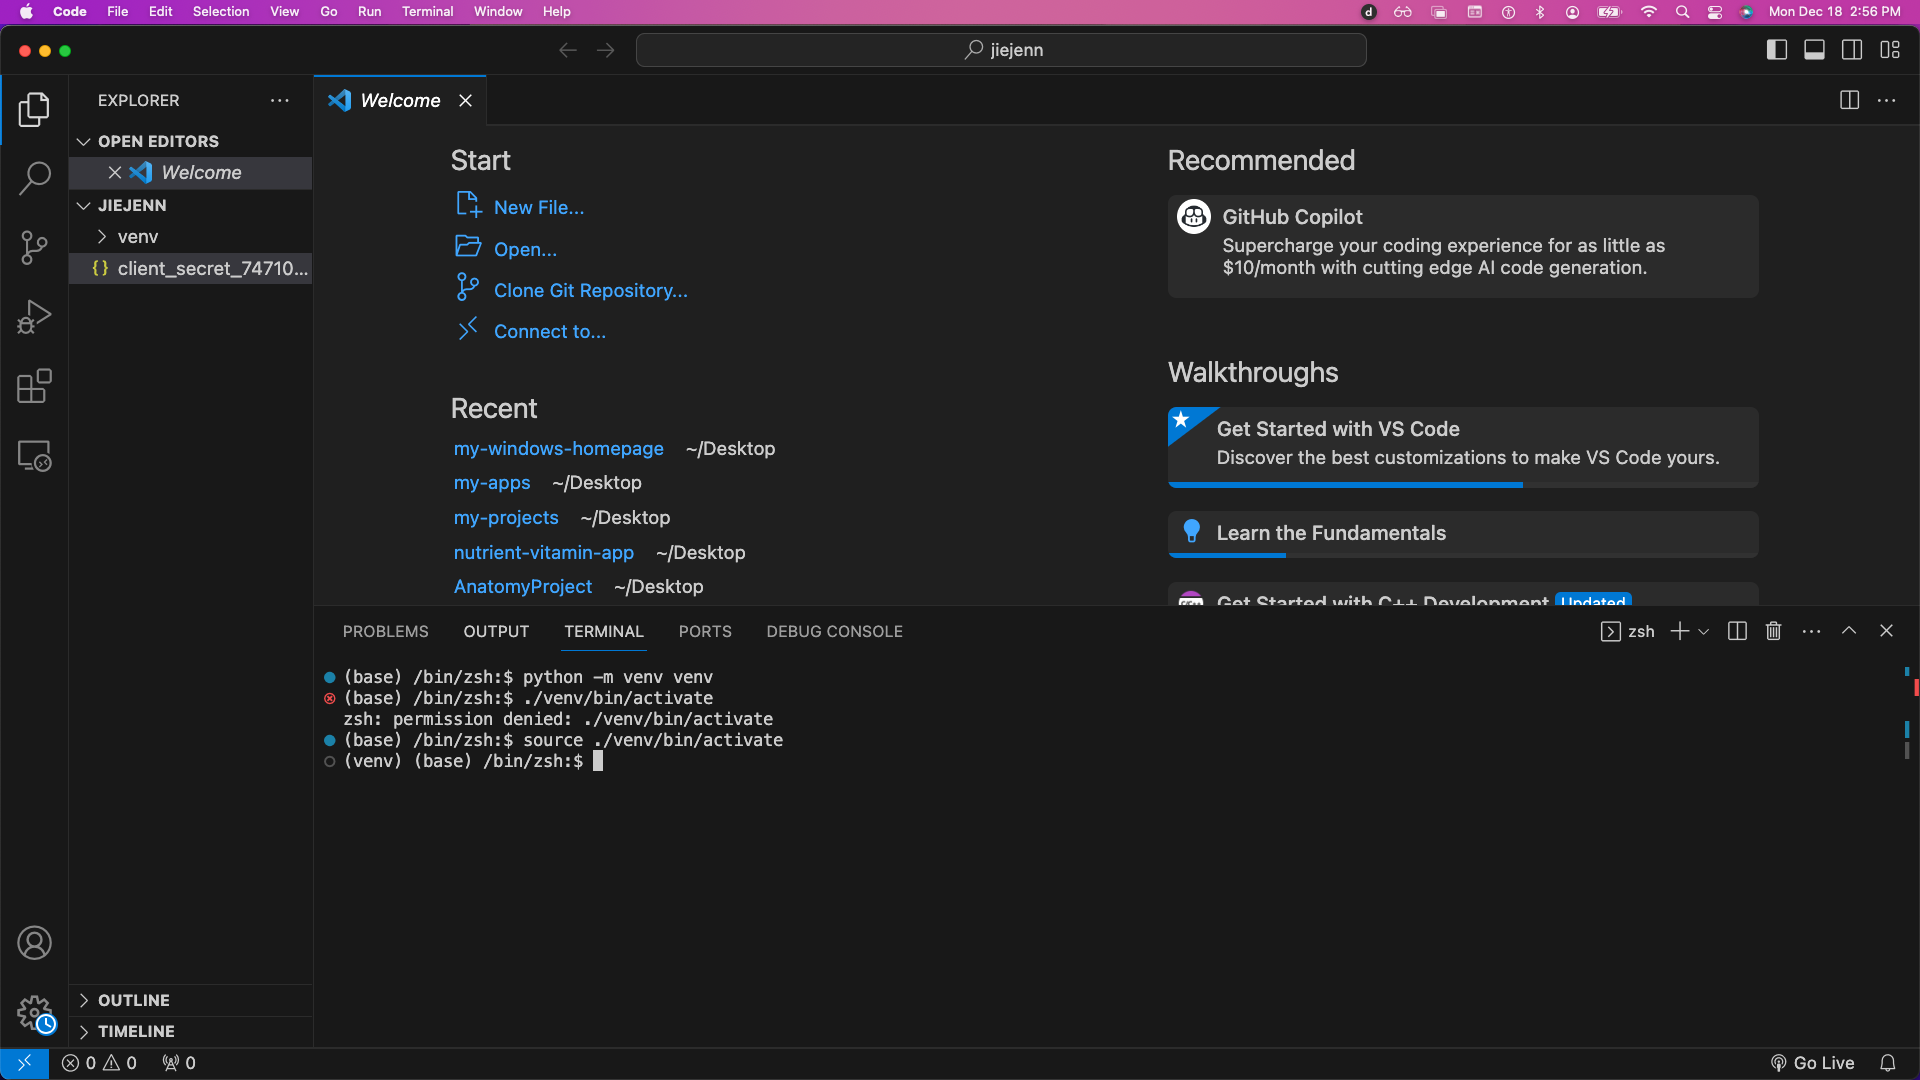 Code File Edit Selection View Go Run Terminal Window Help
d
Mon Dec 18 2:56 PM
jiejenn
EXPLORER
OPEN EDITORS
Welcome
JIEJENN
venv
{} client_secret_74710...
OUTLINE
TIMELINE
Welcome
Start
New File...
Open...
Clone Git Repository...
Connect to...
Recent
my-windows-homepage ~/Desktop
my-apps ~/Desktop
my-projects ~/Desktop
nutrient-vitamin-app ~/Desktop
AnatomyProject ~/Desktop
Recommended
GitHub Copilot
Supercharge your coding experience for as little as
$10/month with cutting edge AI code generation.
Walkthroughs
Get Started with VS Code
Discover the best customizations to make VS Code yours.
Learn the Fundamentals
Get Started with C++ Development Updated
PROBLEMS OUTPUT TERMINAL PORTS DEBUG CONSOLE
zsh
(base) /bin/zsh:$ python -m venv venv
(base) /bin/zsh:$ ./venv/bin/activate
zsh: permission denied: ./venv/bin/activate
(base) /bin/zsh:$ source ./venv/bin/activate
(venv) (base) /bin/zsh:$
0 0 0
Go Live